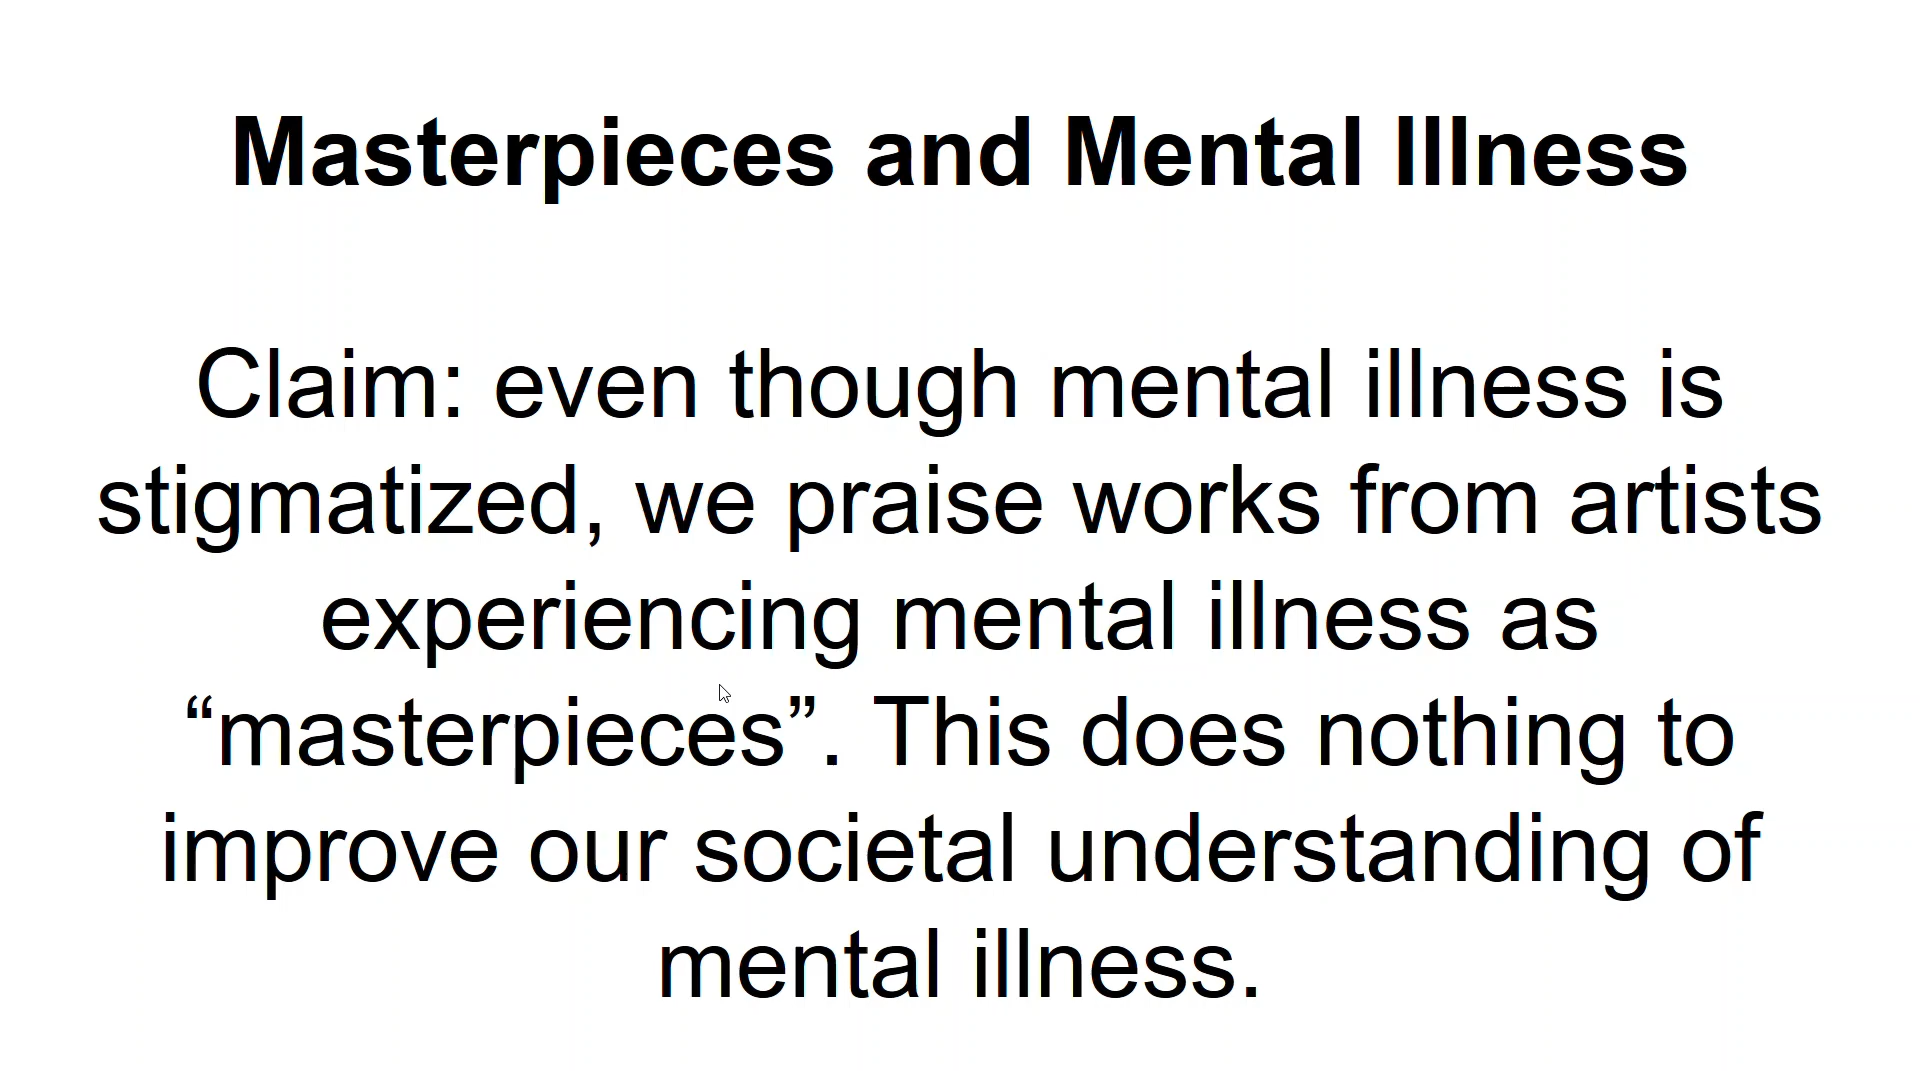 Masterpieces and Mental Illness
Claim: even though mental illness is
stigmatized, we praise works from artists
experiencing mental illness as
“masterpieces”. This does nothing to
improve our societal understanding of
mental illness.